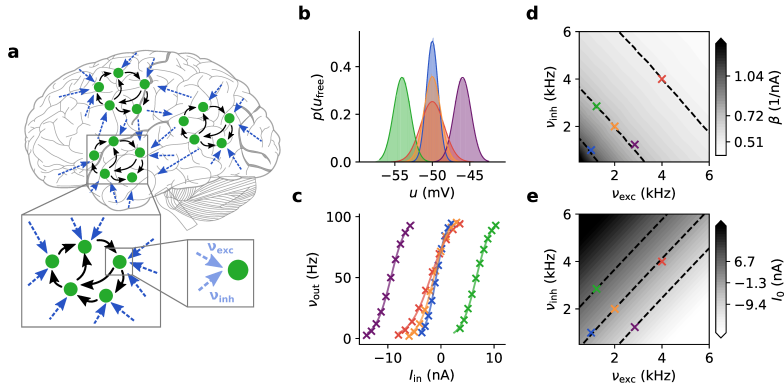 a
ν_exc
ν_inh
b
p(u_free)
0.4
0.2
0.0
−55
−50
−45
u (mV)
c
ν_out (Hz)
100
50
0
−10
0
10
I_in (nA)
d
ν_inh (kHz)
6
4
2
2
4
6
ν_exc (kHz)
1.04
0.72
0.51
β (1/nA)
e
ν_inh (kHz)
6
4
2
2
4
6
ν_exc (kHz)
6.7
−1.3
−9.4
I_0 (nA)